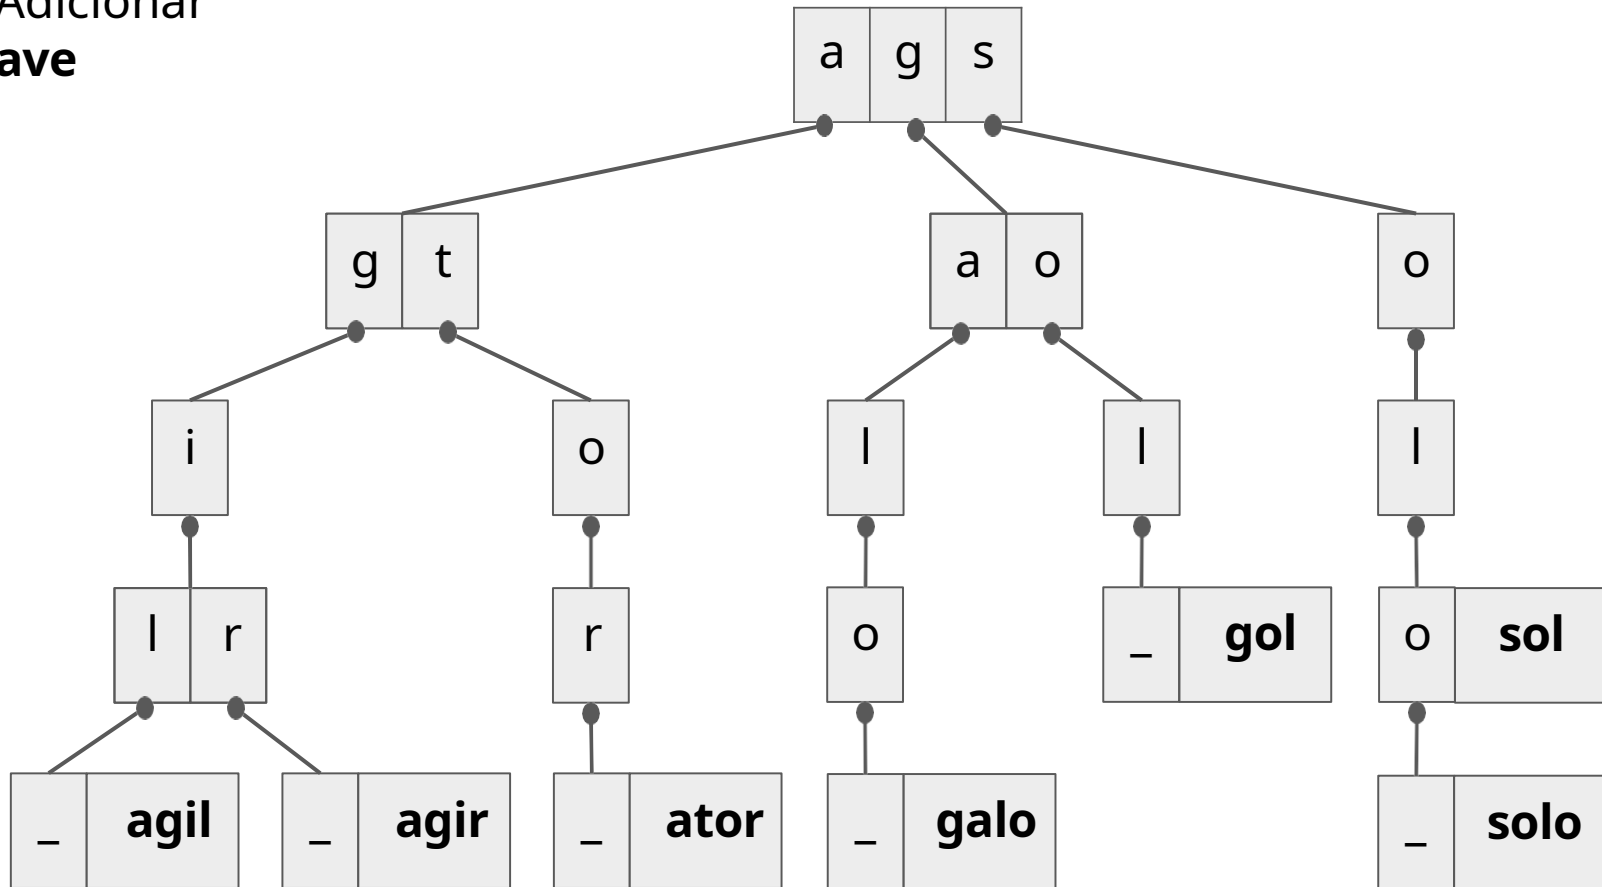 Adicionar
ave
a g s
g t
a o
o
i
o
l
l
l
l r
r
o
_ gol
o sol
_ agil
_ agir
_ ator
_ galo
_ solo